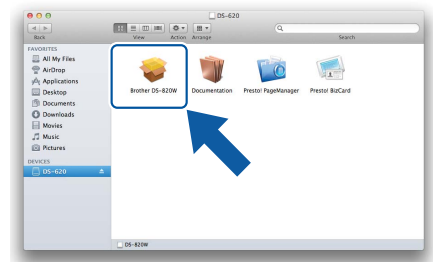 DS-620
Back
View
Action
Arrange
Search
FAVORITES
All My Files
AirDrop
Applications
Desktop
Documents
Downloads
Movies
Music
Pictures
DEVICES
DS-620
Brother DS-820W
Documentation
Presto! PageManager
Presto! BizCard
DS-820W